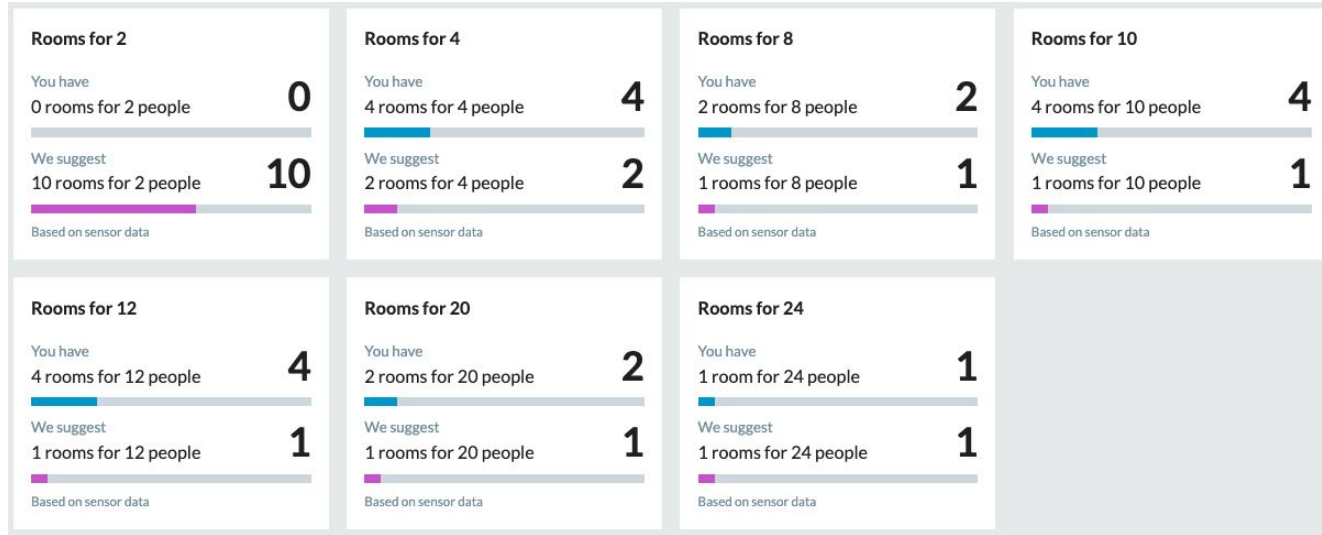 Rooms for 2
You have
0 rooms for 2 people
0
We suggest
10 rooms for 2 people
10
Based on sensor data
Rooms for 4
You have
4 rooms for 4 people
4
We suggest
2 rooms for 4 people
2
Based on sensor data
Rooms for 8
You have
2 rooms for 8 people
2
We suggest
1 rooms for 8 people
1
Based on sensor data
Rooms for 10
You have
4 rooms for 10 people
4
We suggest
1 rooms for 10 people
1
Based on sensor data
Rooms for 12
You have
4 rooms for 12 people
4
We suggest
1 rooms for 12 people
1
Based on sensor data
Rooms for 20
You have
2 rooms for 20 people
2
We suggest
1 rooms for 20 people
1
Based on sensor data
Rooms for 24
You have
1 room for 24 people
1
We suggest
1 rooms for 24 people
1
Based on sensor data